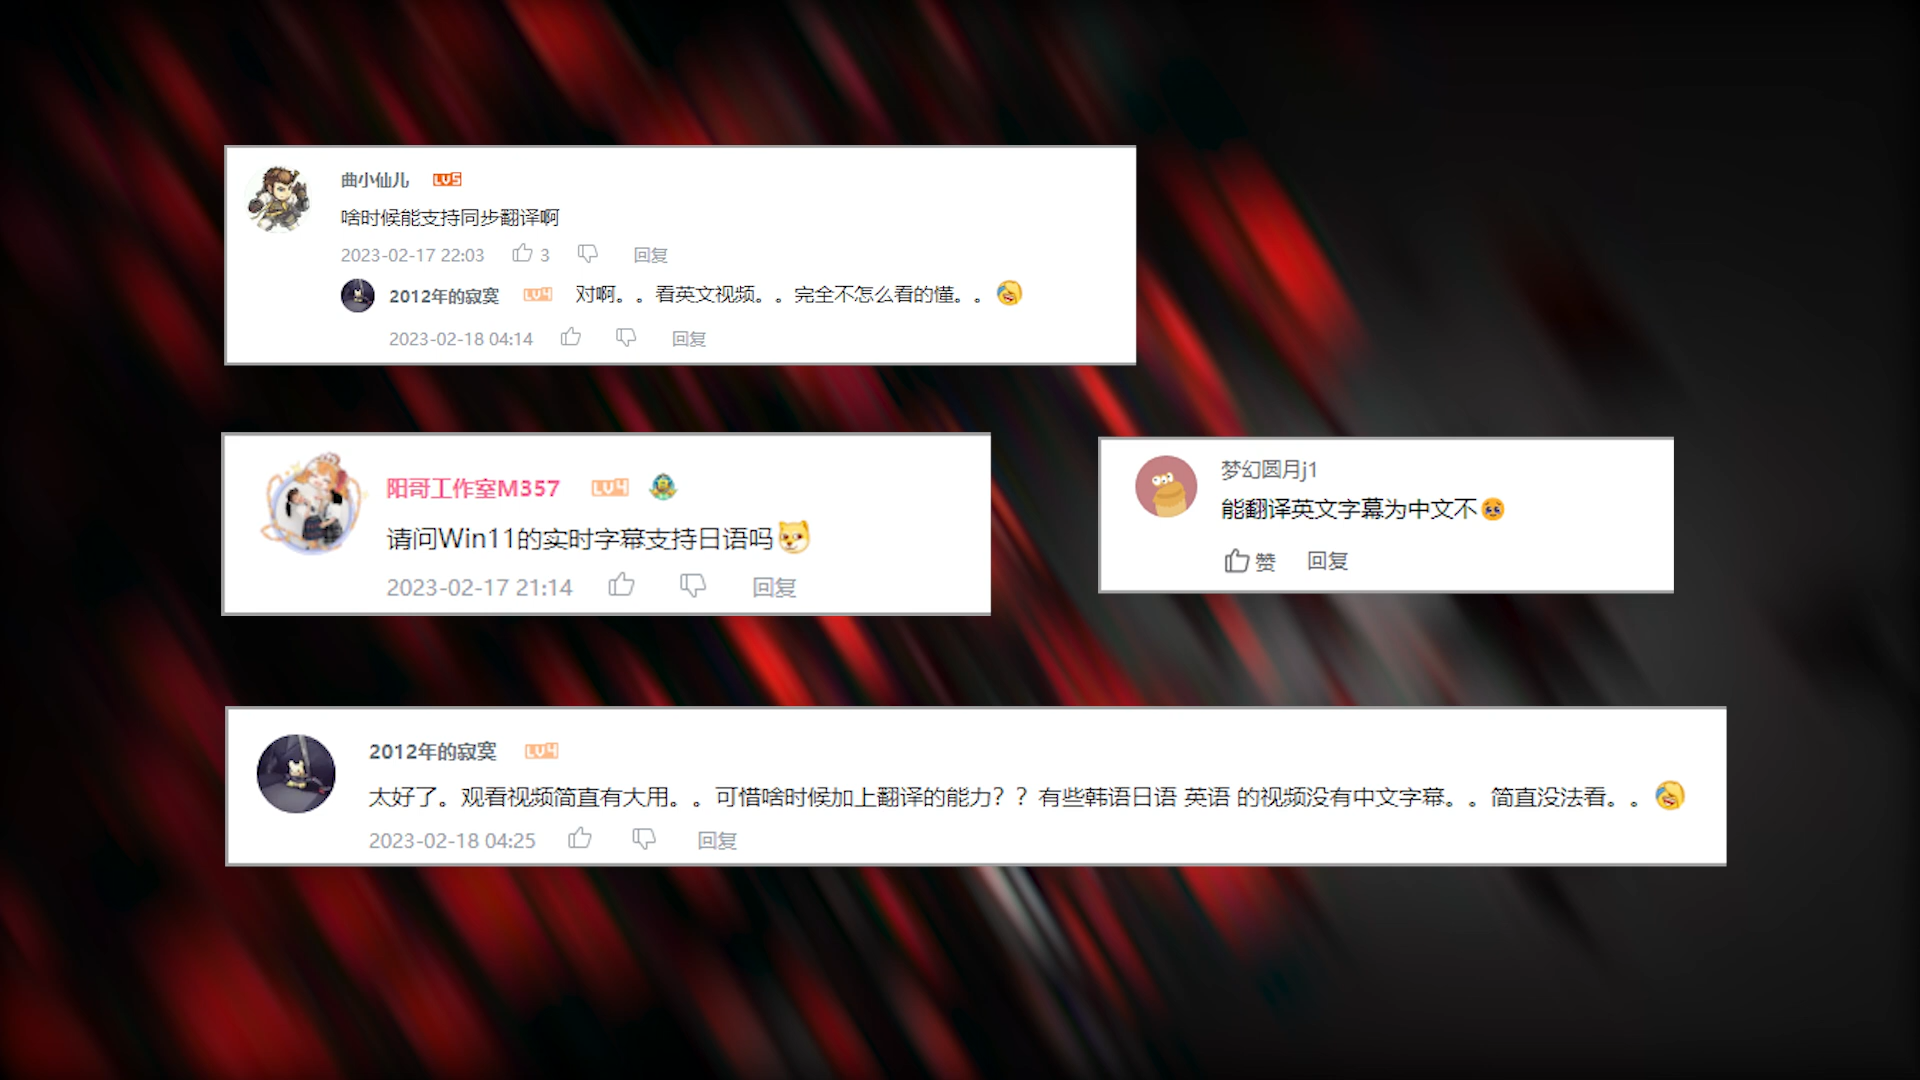 曲小仙儿 LV5
啥时候能支持同步翻译啊
2023-02-17 22:03 3 回复
2012年的寂寞 LV4 对啊。。看英文视频。。完全不怎么看的懂。。
2023-02-18 04:14 回复
阳哥工作室M357 LV4
请问Win11的实时字幕支持日语吗
2023-02-17 21:14 回复
梦幻圆月j1
能翻译英文字幕为中文不
赞 回复
2012年的寂寞 LV4
太好了。观看视频简直有大用。。可惜啥时候加上翻译的能力？？有些韩语日语 英语 的视频没有中文字幕。。简直没法看。。
2023-02-18 04:25 回复